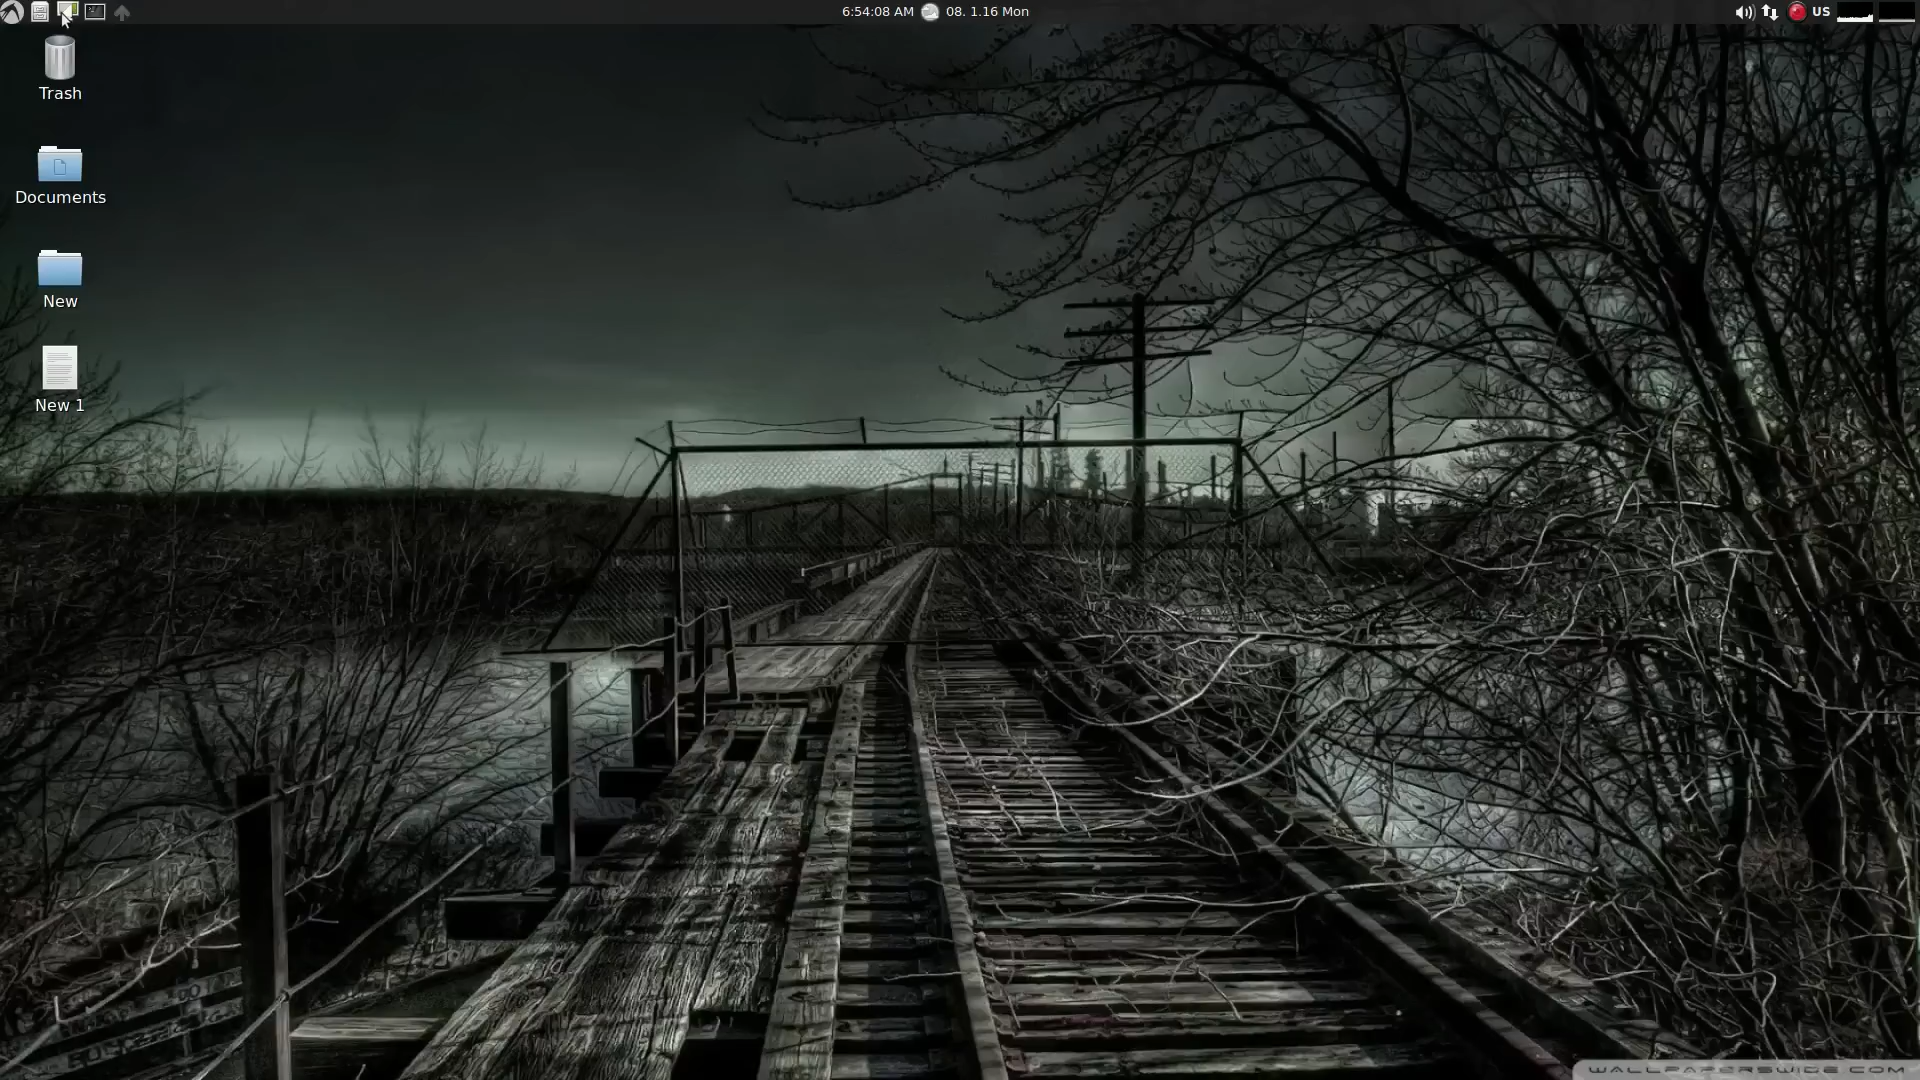 6:54:08 AM 08. 1.16 Mon
US
Trash
Documents
New
New 1
WALLPAPERSWIDE.COM